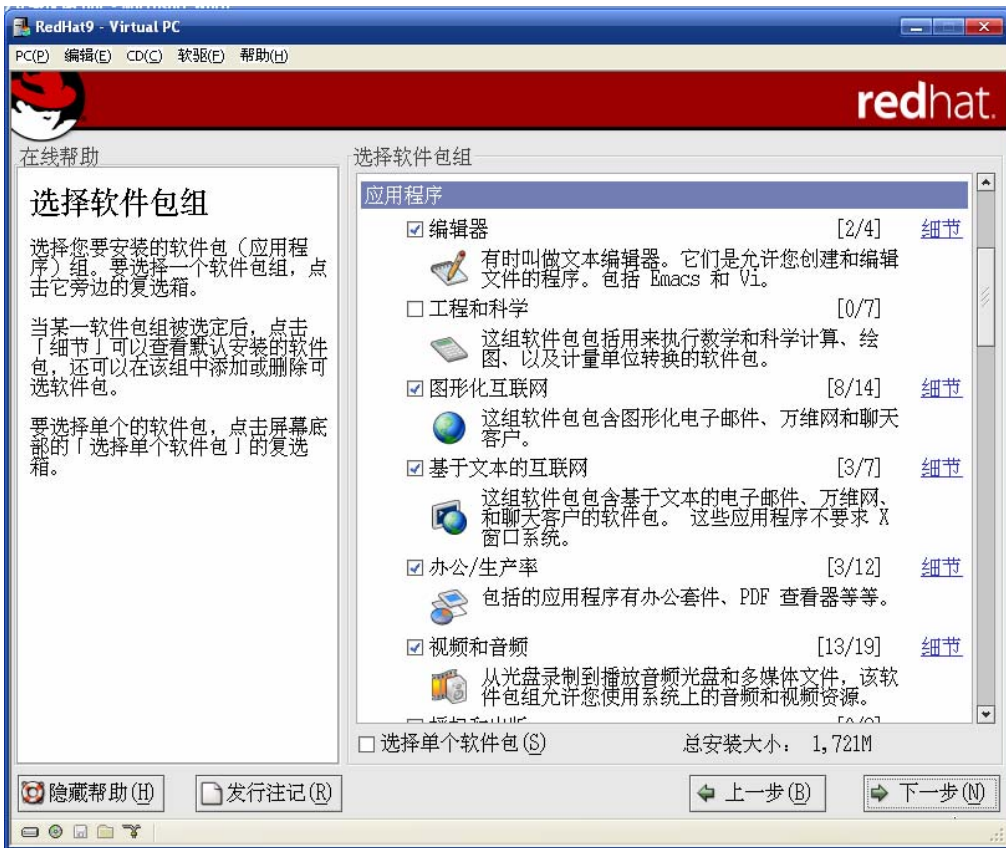 RedHat9 - Virtual PC
PC(P) 编辑(E) CD(C) 软驱(F) 帮助(H)
redhat.
在线帮助
选择软件包组
选择您要安装的软件包（应用程
序）组。要选择一个软件包组，点
击它旁边的复选箱。
当某一软件包组被选定后，点击
「细节」可以查看默认安装的软件
包，还可以在该组中添加或删除可
选软件包。
要选择单个的软件包，点击屏幕底
部的「选择单个软件包」的复选
箱。
选择软件包组
应用程序
编辑器 [2/4] 细节
有时叫做文本编辑器。它们是允许您创建和编辑
文件的程序。包括 Emacs 和 Vi。
工程和科学 [0/7]
这组软件包包括用来执行数学和科学计算、绘
图、以及计量单位转换的软件包。
图形化互联网 [8/14] 细节
这组软件包包含图形化电子邮件、万维网和聊天
客户。
基于文本的互联网 [3/7] 细节
这组软件包包含基于文本的电子邮件、万维网、
和聊天客户的软件包。 这些应用程序不要求 X
窗口系统。
办公/生产率 [3/12] 细节
包括的应用程序有办公套件、PDF 查看器等等。
视频和音频 [13/19] 细节
从光盘录制到播放音频光盘和多媒体文件，该软
件包组允许您使用系统上的音频和视频资源。
选择单个软件包(S) 总安装大小： 1,721M
隐藏帮助(H) 发行注记(R) 上一步(B) 下一步(N)